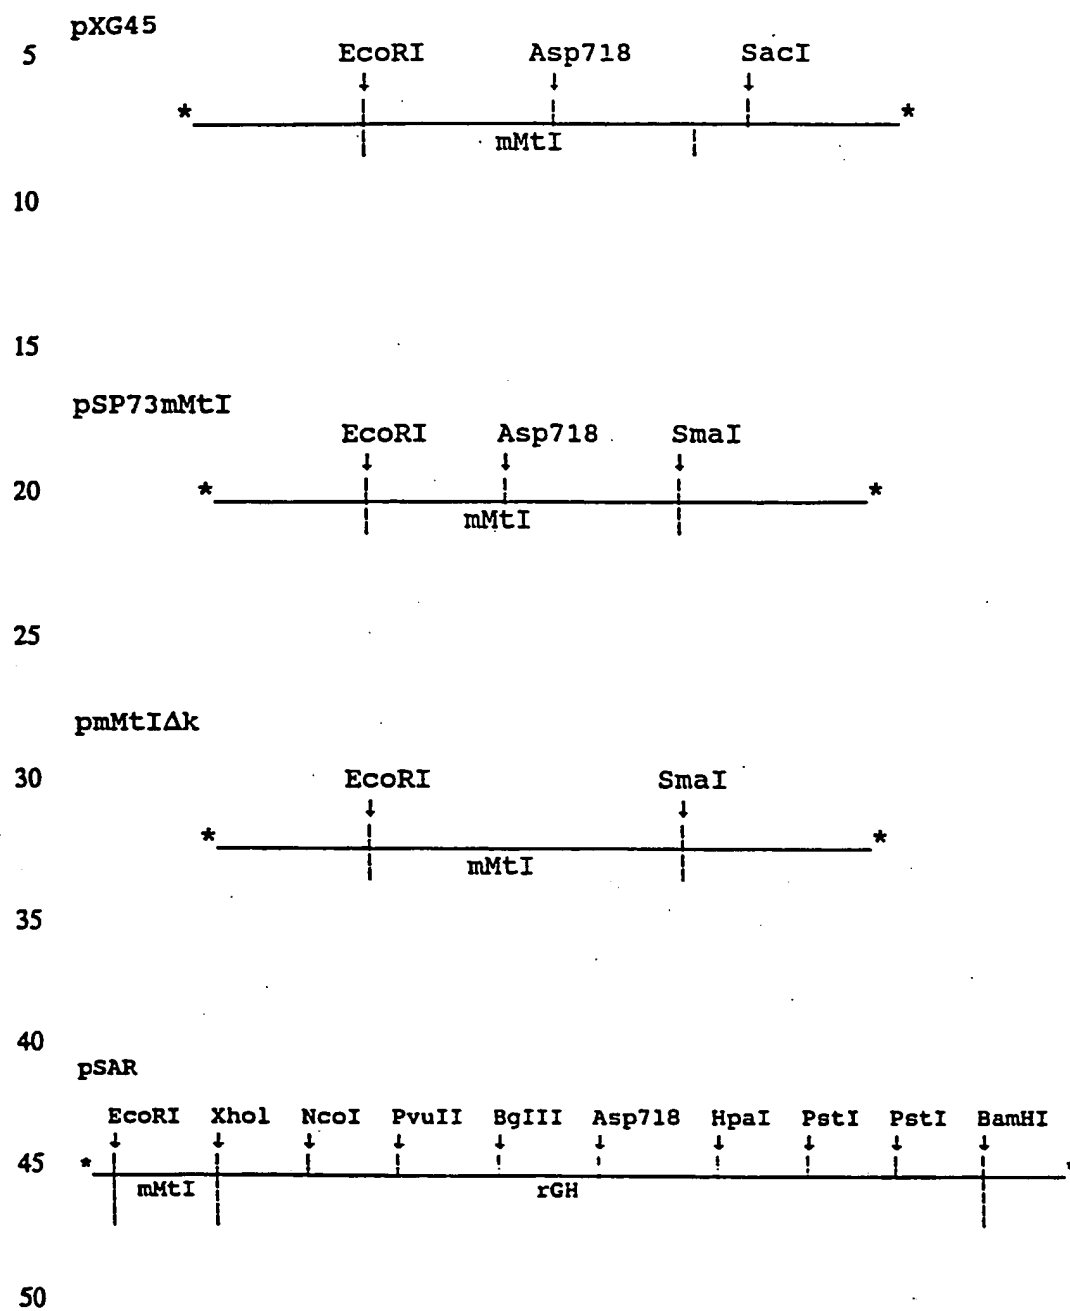 pXG45
5 EcoRI Asp718 SacI
* *
mMtI
10
15
pSP73mMtI
EcoRI Asp718 SmaI
20 * *
mMtI
25
pmMtIΔk
30 EcoRI SmaI
* *
mMtI
35
40
pSAR
EcoRI Xhol NcoI PvuII BgIII Asp718 HpaI PstI PstI BamHI
45 * *
mMtI rGH
50